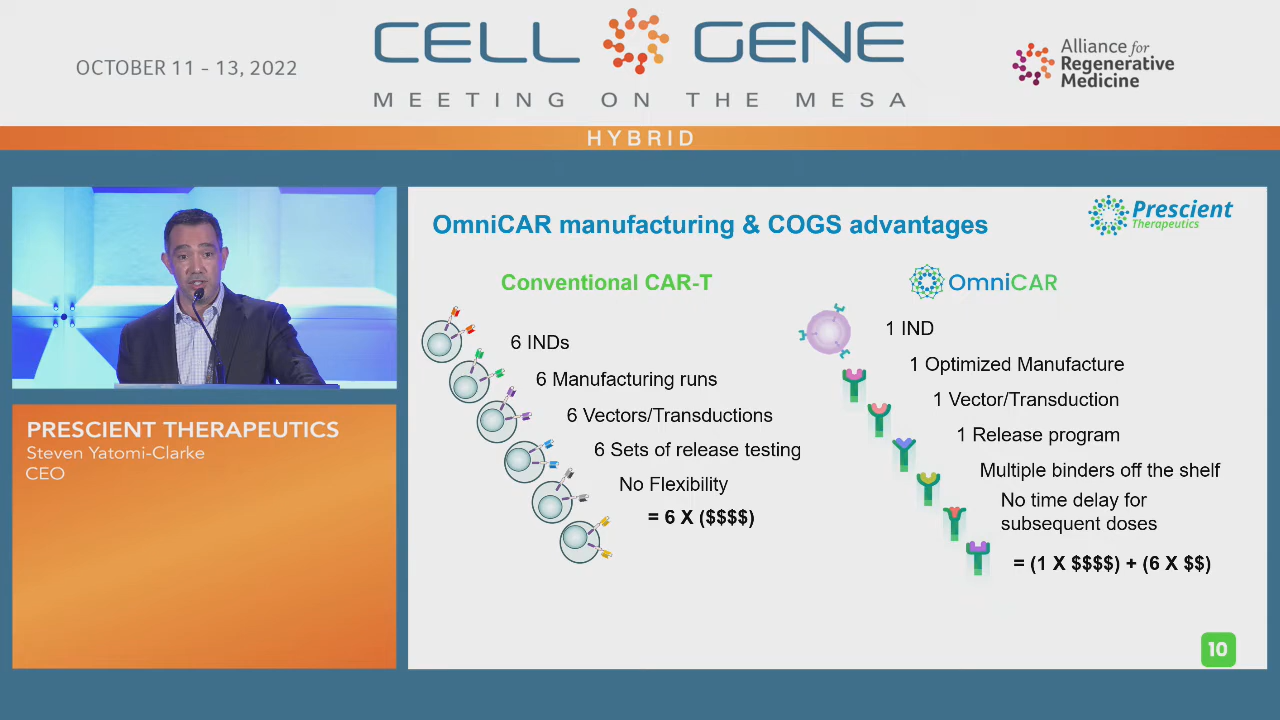 OCTOBER 11 - 13, 2022
CELL GENE
MEETING ON THE MESA
Alliance for
Regenerative
Medicine
HYBRID
PRESCIENT THERAPEUTICS
Steven Yatomi-Clarke
CEO
OmniCAR manufacturing & COGS advantages
Prescient
Therapeutics
Conventional CAR-T
6 INDs
6 Manufacturing runs
6 Vectors/Transductions
6 Sets of release testing
No Flexibility
= 6 X ($$$$)
OmniCAR
1 IND
1 Optimized Manufacture
1 Vector/Transduction
1 Release program
Multiple binders off the shelf
No time delay for
subsequent doses
= (1 X $$$$) + (6 X $$)
10